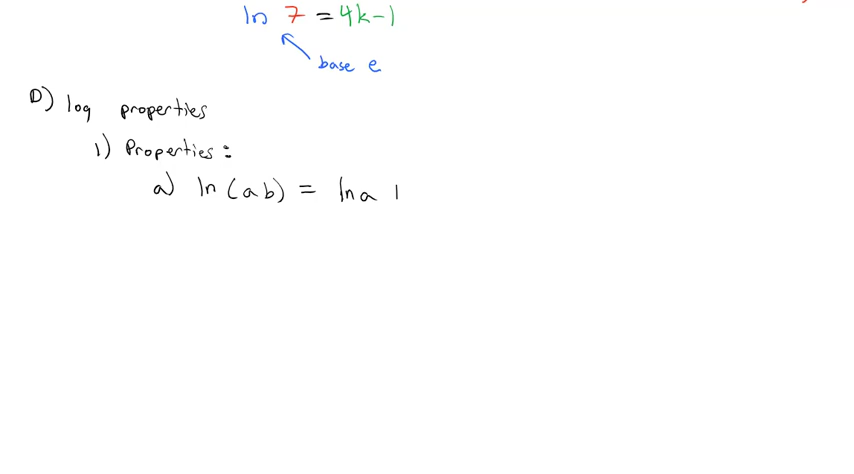 ln 7 = 4k-1
base e
D) log properties
1) Properties:
a) ln(ab) = ln a